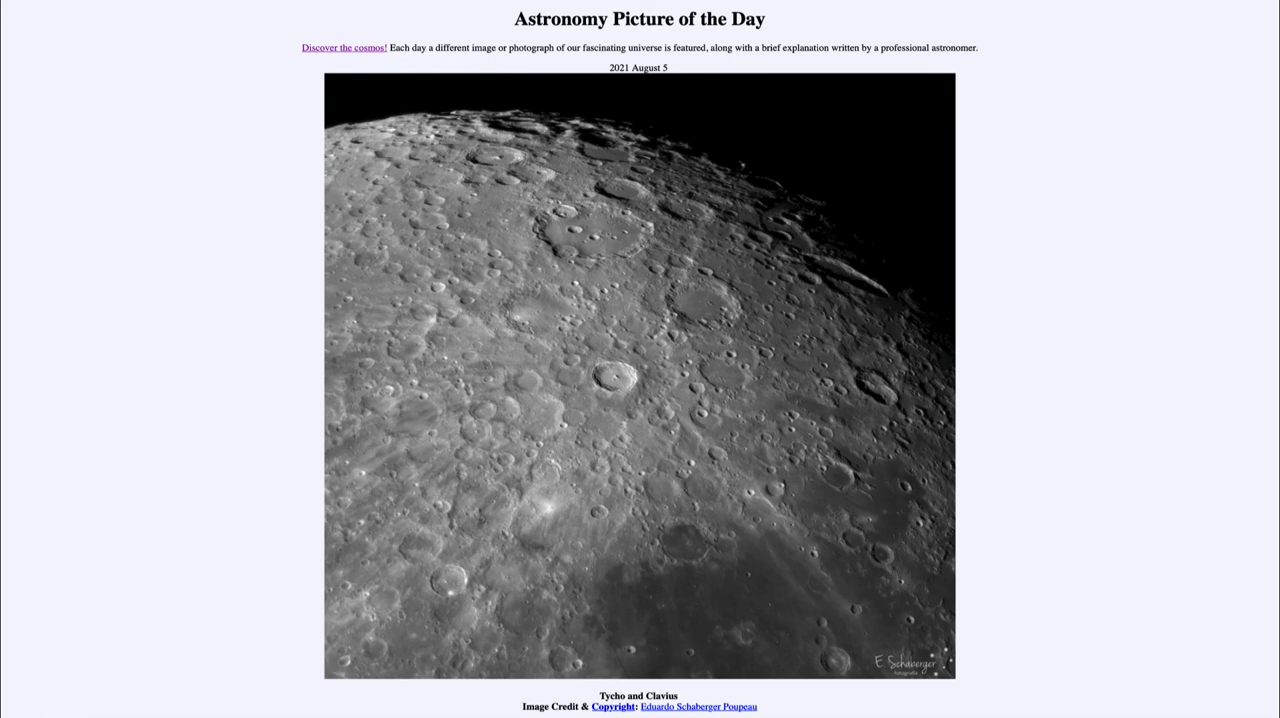 Astronomy Picture of the Day
Discover the cosmos! Each day a different image or photograph of our fascinating universe is featured, along with a brief explanation written by a professional astronomer.
2021 August 5
E. Schaberger
fotografía
Tycho and Clavius
Image Credit & Copyright: Eduardo Schaberger Poupeau